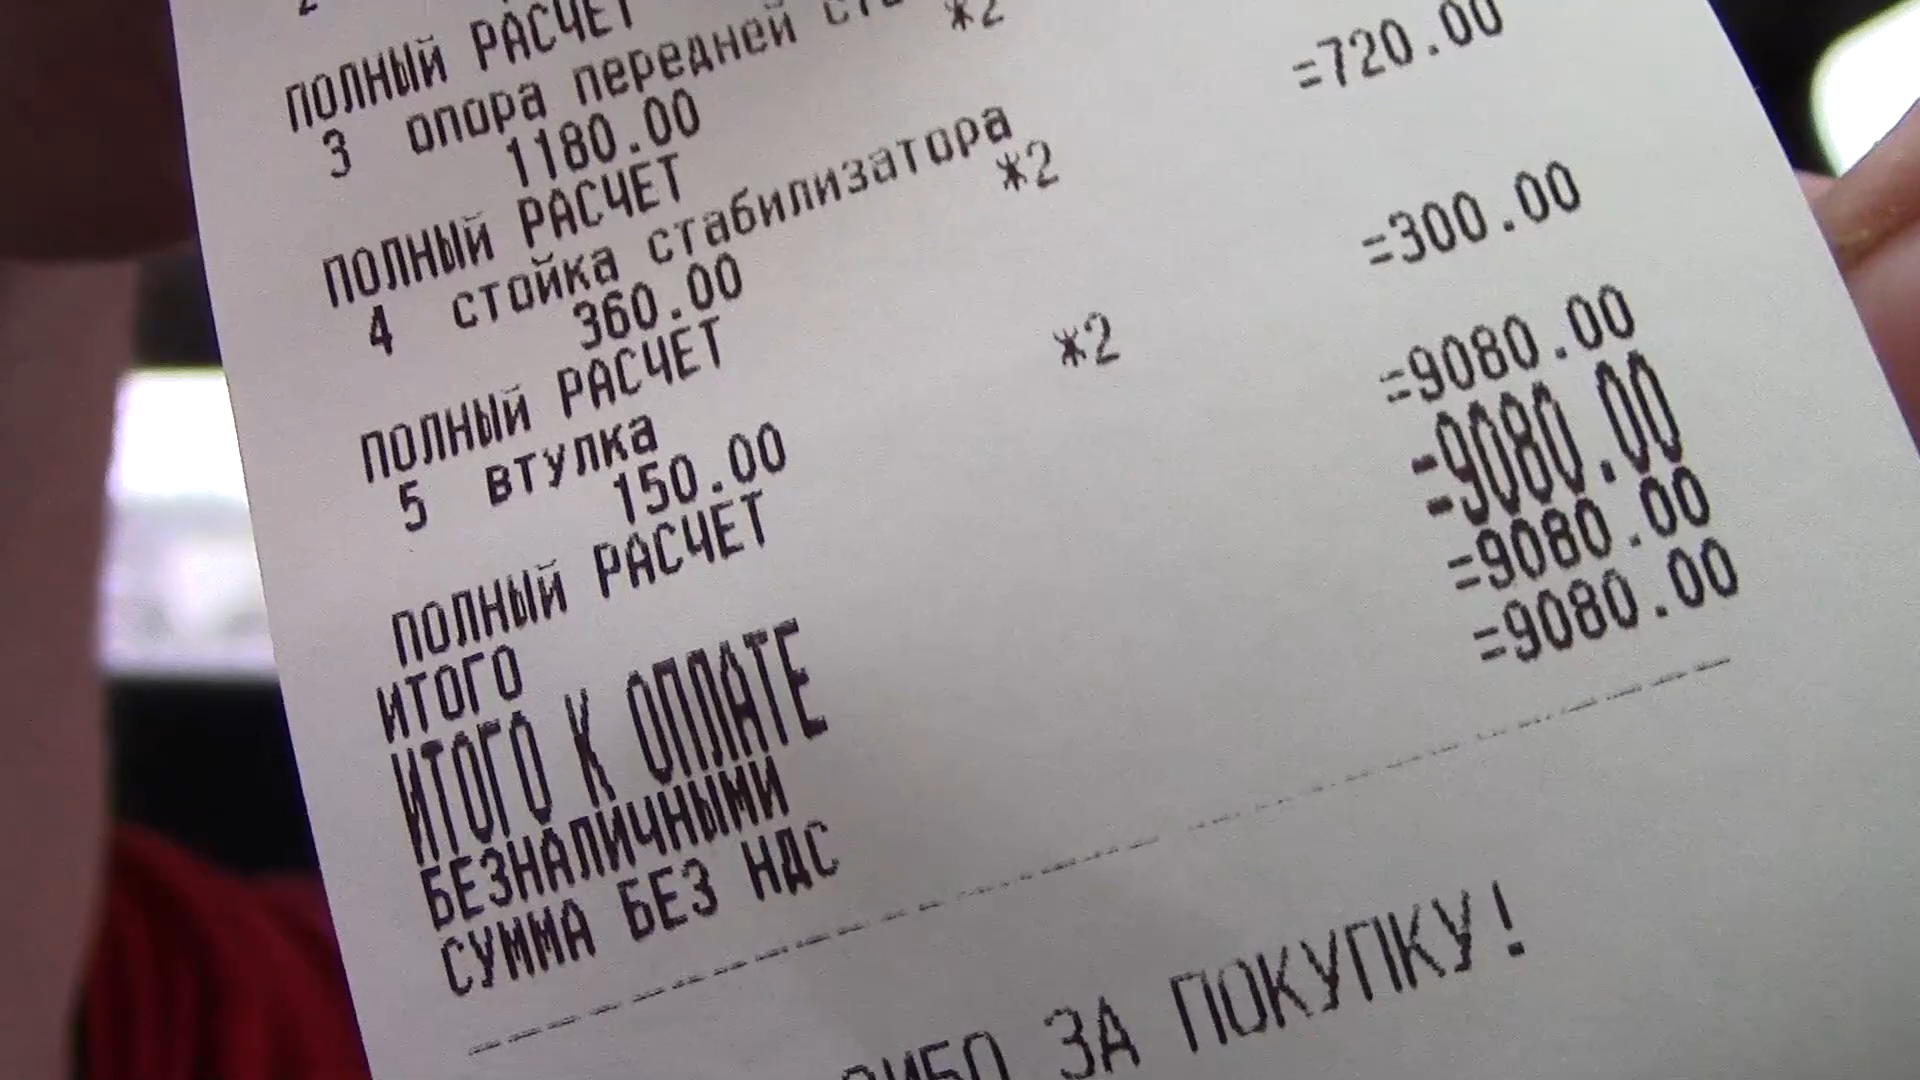 ПОЛНЫЙ РАСЧЕТ
3 опора передней
1180.00 *2
ПОЛНЫЙ РАСЧЕТ
4 стойка стабилизатора
360.00 *2 =720.00
ПОЛНЫЙ РАСЧЕТ
5 втулка
150.00 *2 =300.00
ПОЛНЫЙ РАСЧЕТ
ИТОГО =9080.00
ИТОГО К ОПЛАТЕ =9080.00
БЕЗНАЛИЧНЫМИ =9080.00
СУММА БЕЗ НДС =9080.00
ЗА ПОКУПКУ!